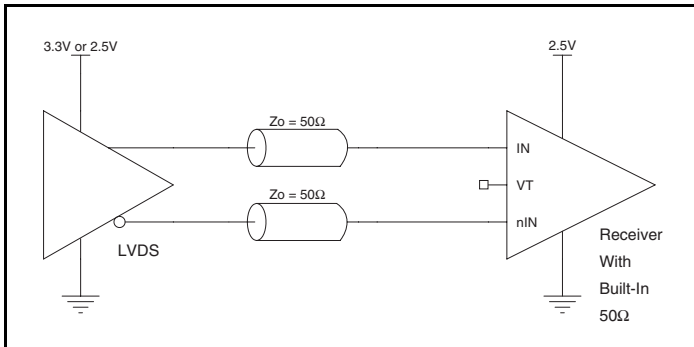 3.3V or 2.5V
2.5V
Zo = 50Ω
IN
VT
Zo = 50Ω
nIN
LVDS
Receiver
With
Built-In
50Ω